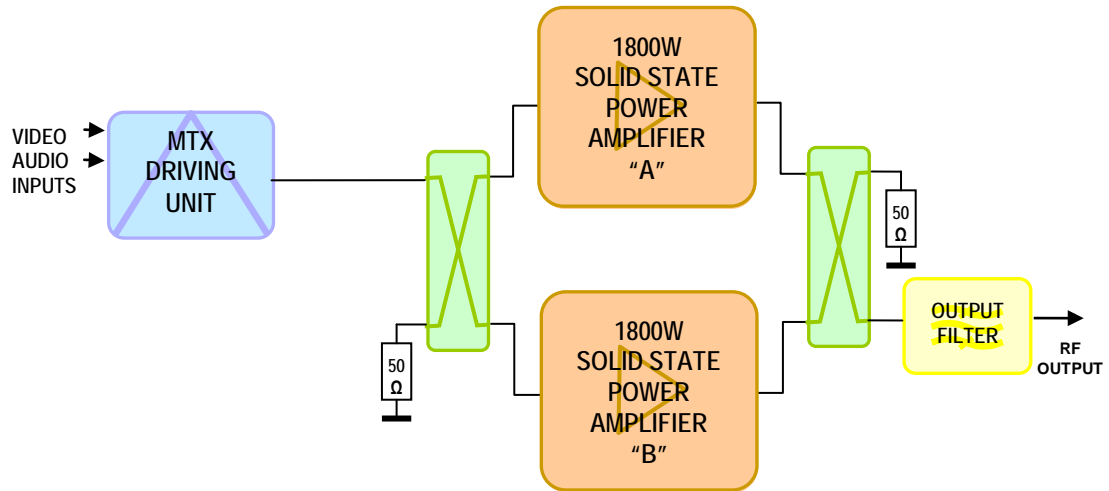 VIDEO
AUDIO
INPUTS
MTX
DRIVING
UNIT
1800W
SOLID STATE
POWER
AMPLIFIER
“A”
50
Ω
50
Ω
1800W
SOLID STATE
POWER
AMPLIFIER
“B”
OUTPUT
FILTER
RF
OUTPUT